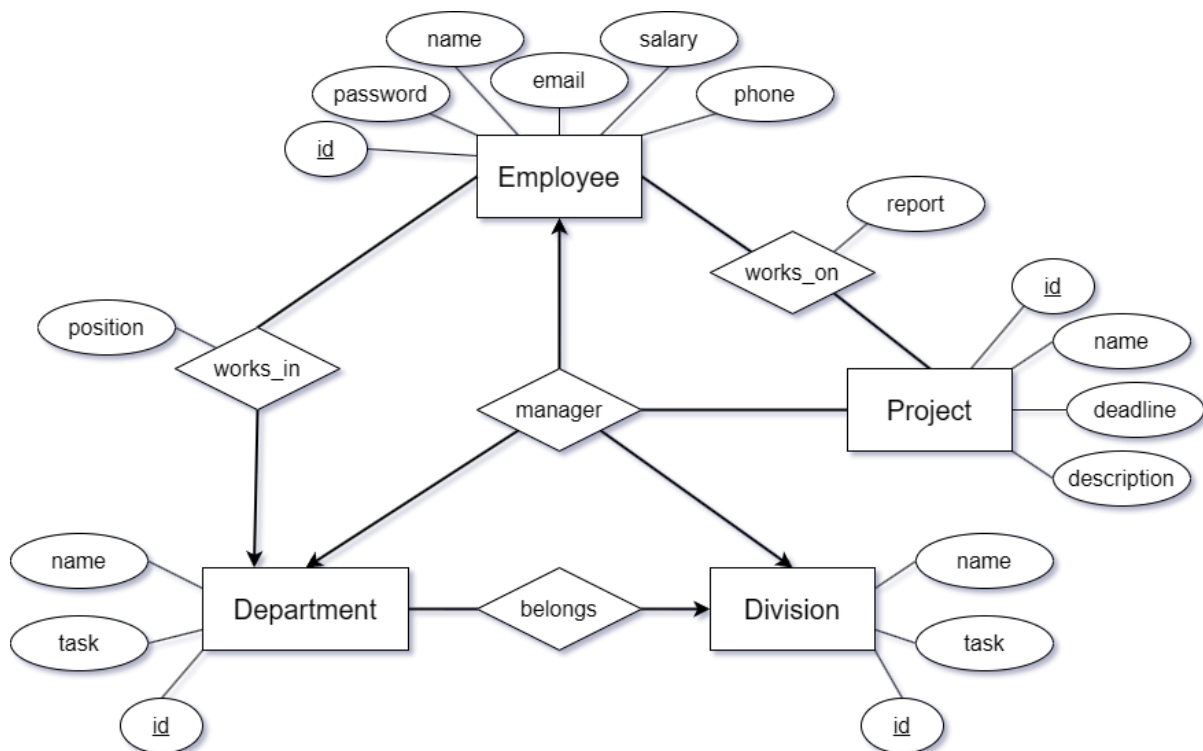 name
salary
email
password
phone
id
Employee
report
works_on
id
position
name
works_in
manager
Project
deadline
description
name
name
Department
belongs
Division
task
task
id
id